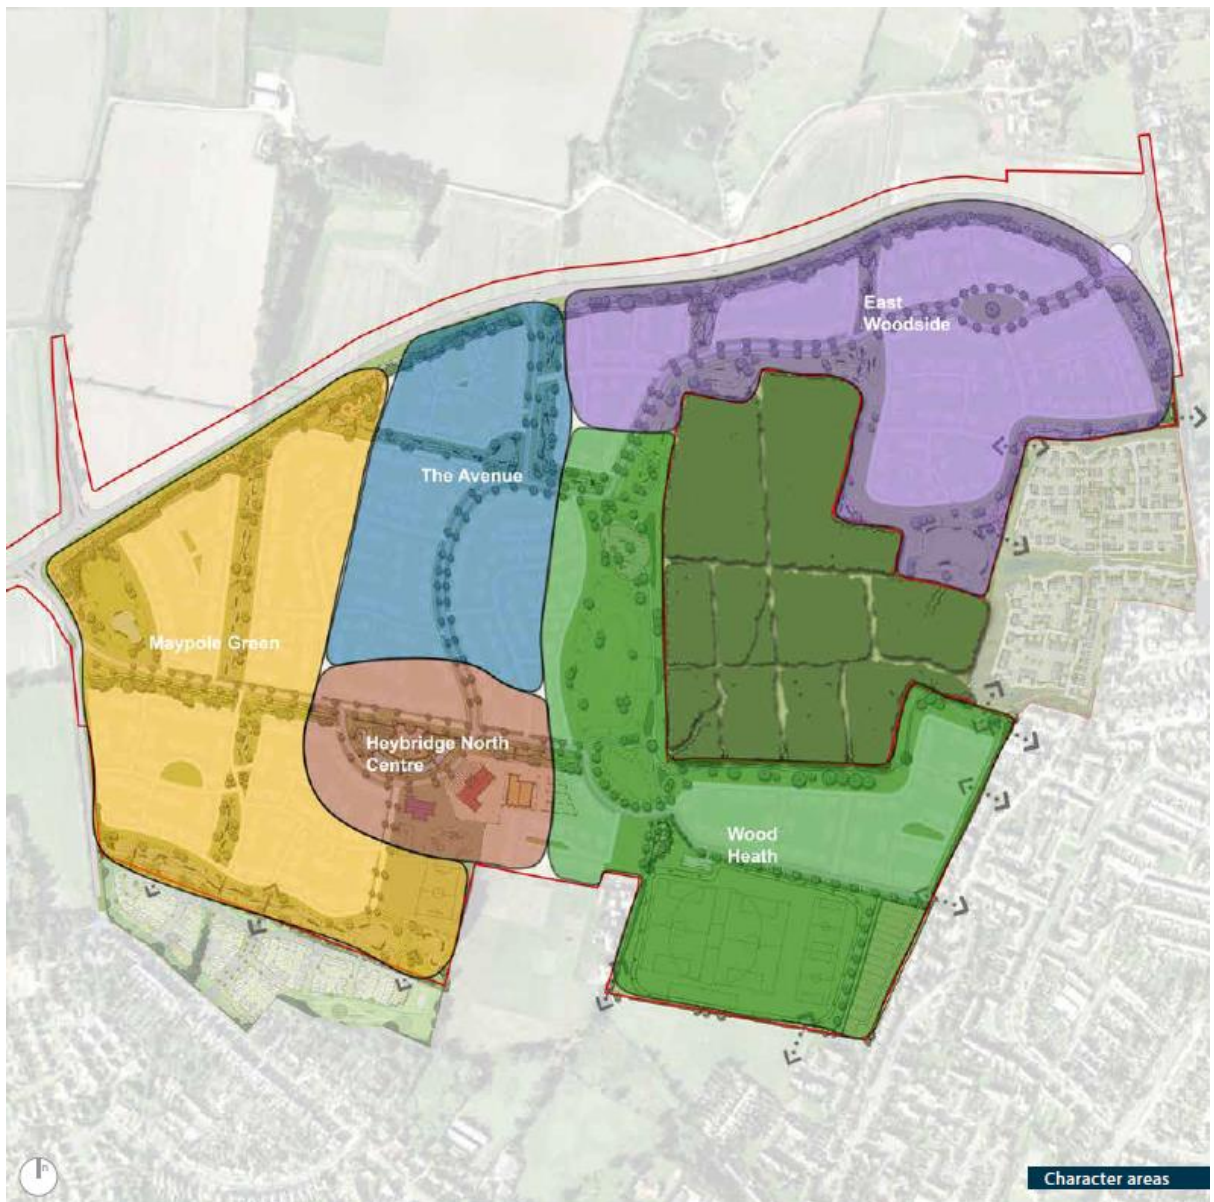 East
Woodside
The Avenue
Maypole Green
Heybridge North
Centre
Wood
Heath
n
Character areas